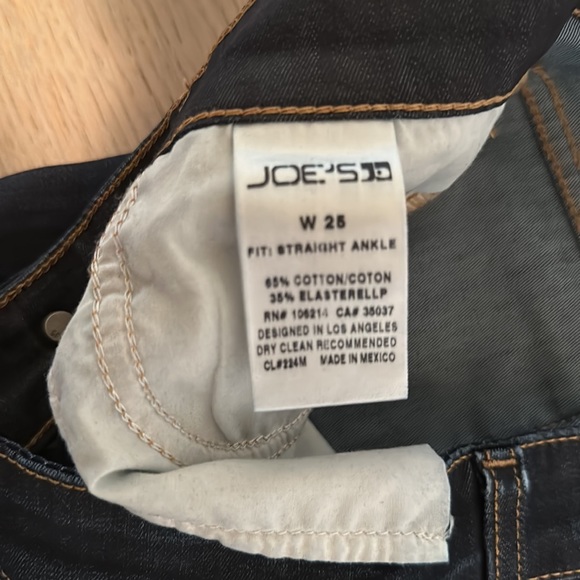 JOE'S
W 25
FIT: STRAIGHT ANKLE
65% COTTON/COTON
35% ELASTERELLP
RN# 106214 CA# 35037
DESIGNED IN LOS ANGELES
DRY CLEAN RECOMMENDED
CL#224M MADE IN MEXICO